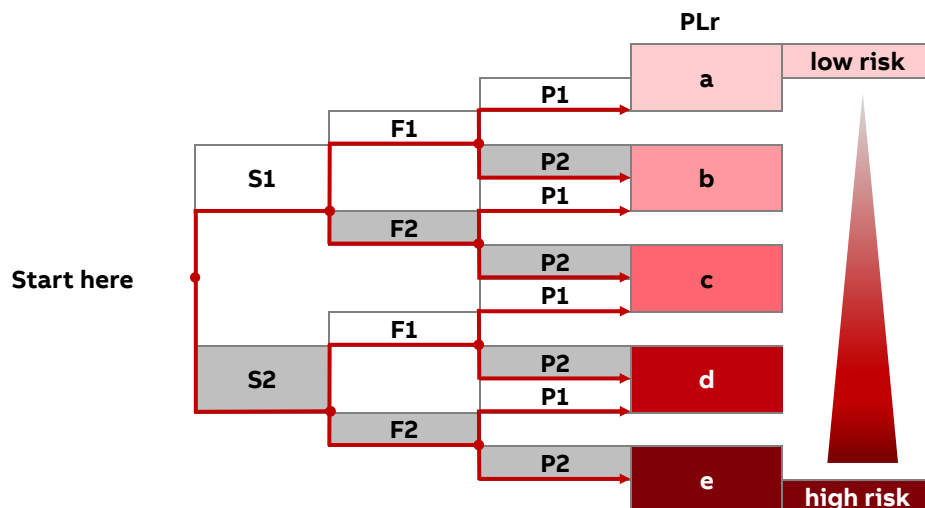 PLr
low risk
a
P1
F1
P2
b
S1
P1
F2
P2
c
Start here
P1
F1
P2
d
S2
P1
F2
P2
e
high risk